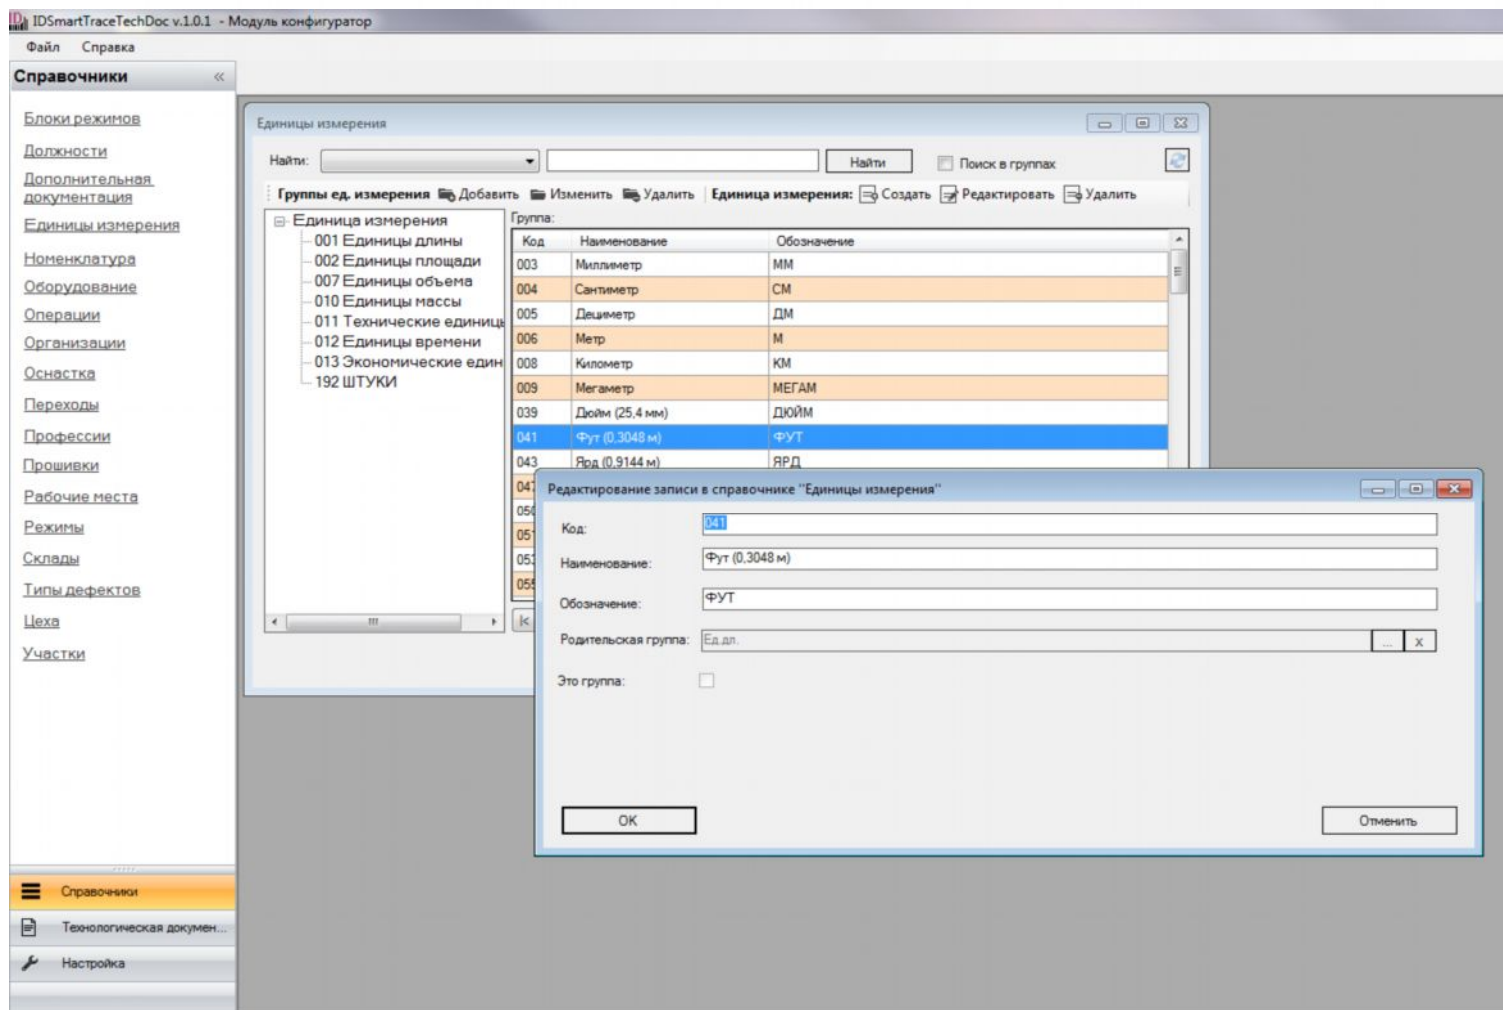 IDSmartTraceTechDoc v.1.0.1 - Модуль конфигуратор
Файл Справка
Справочники «
Блоки режимов
Должности
Дополнительная
документация
Единицы измерения
Номенклатура
Оборудование
Операции
Организации
Оснастка
Переходы
Профессии
Прошивки
Рабочие места
Режимы
Склады
Типы дефектов
Цеха
Участки
Справочники
Технологическая докумен...
Настройка
Единицы измерения
Найти: Найти Поиск в группах
Группы ед. измерения Добавить Изменить Удалить Единица измерения: Создать Редактировать Удалить
Единица измерения
001 Единицы длины
002 Единицы площади
007 Единицы объема
010 Единицы массы
011 Технические единицы
012 Единицы времени
013 Экономические един
192 ШТУКИ
Группа:
Код Наименование Обозначение
003 Миллиметр ММ
004 Сантиметр СМ
005 Дециметр ДМ
006 Метр М
008 Километр КМ
009 Мегаметр МЕГАМ
039 Дюйм (25,4 мм) ДЮЙМ
041 Фут (0,3048 м) ФУТ
043 Ярд (0,9144 м) ЯРД
Редактирование записи в справочнике "Единицы измерения"
Код: 041
Наименование: Фут (0,3048 м)
Обозначение: ФУТ
Родительская группа: Ед.дл. ... x
Это группа:
OK Отменить